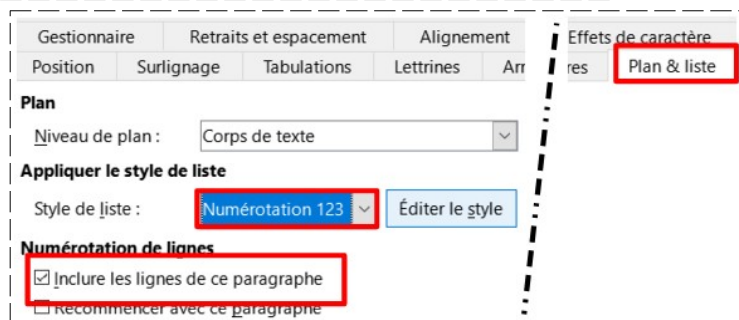 Gestionnaire Retraits et espacement Alignement Effets de caractère
Position Surlignage Tabulations Lettrines Arr res Plan & liste
Plan
Niveau de plan : Corps de texte
Appliquer le style de liste
Style de liste : Numérotation 123 Éditer le style
Numérotation de lignes
Inclure les lignes de ce paragraphe
Recommencer avec ce paragraphe